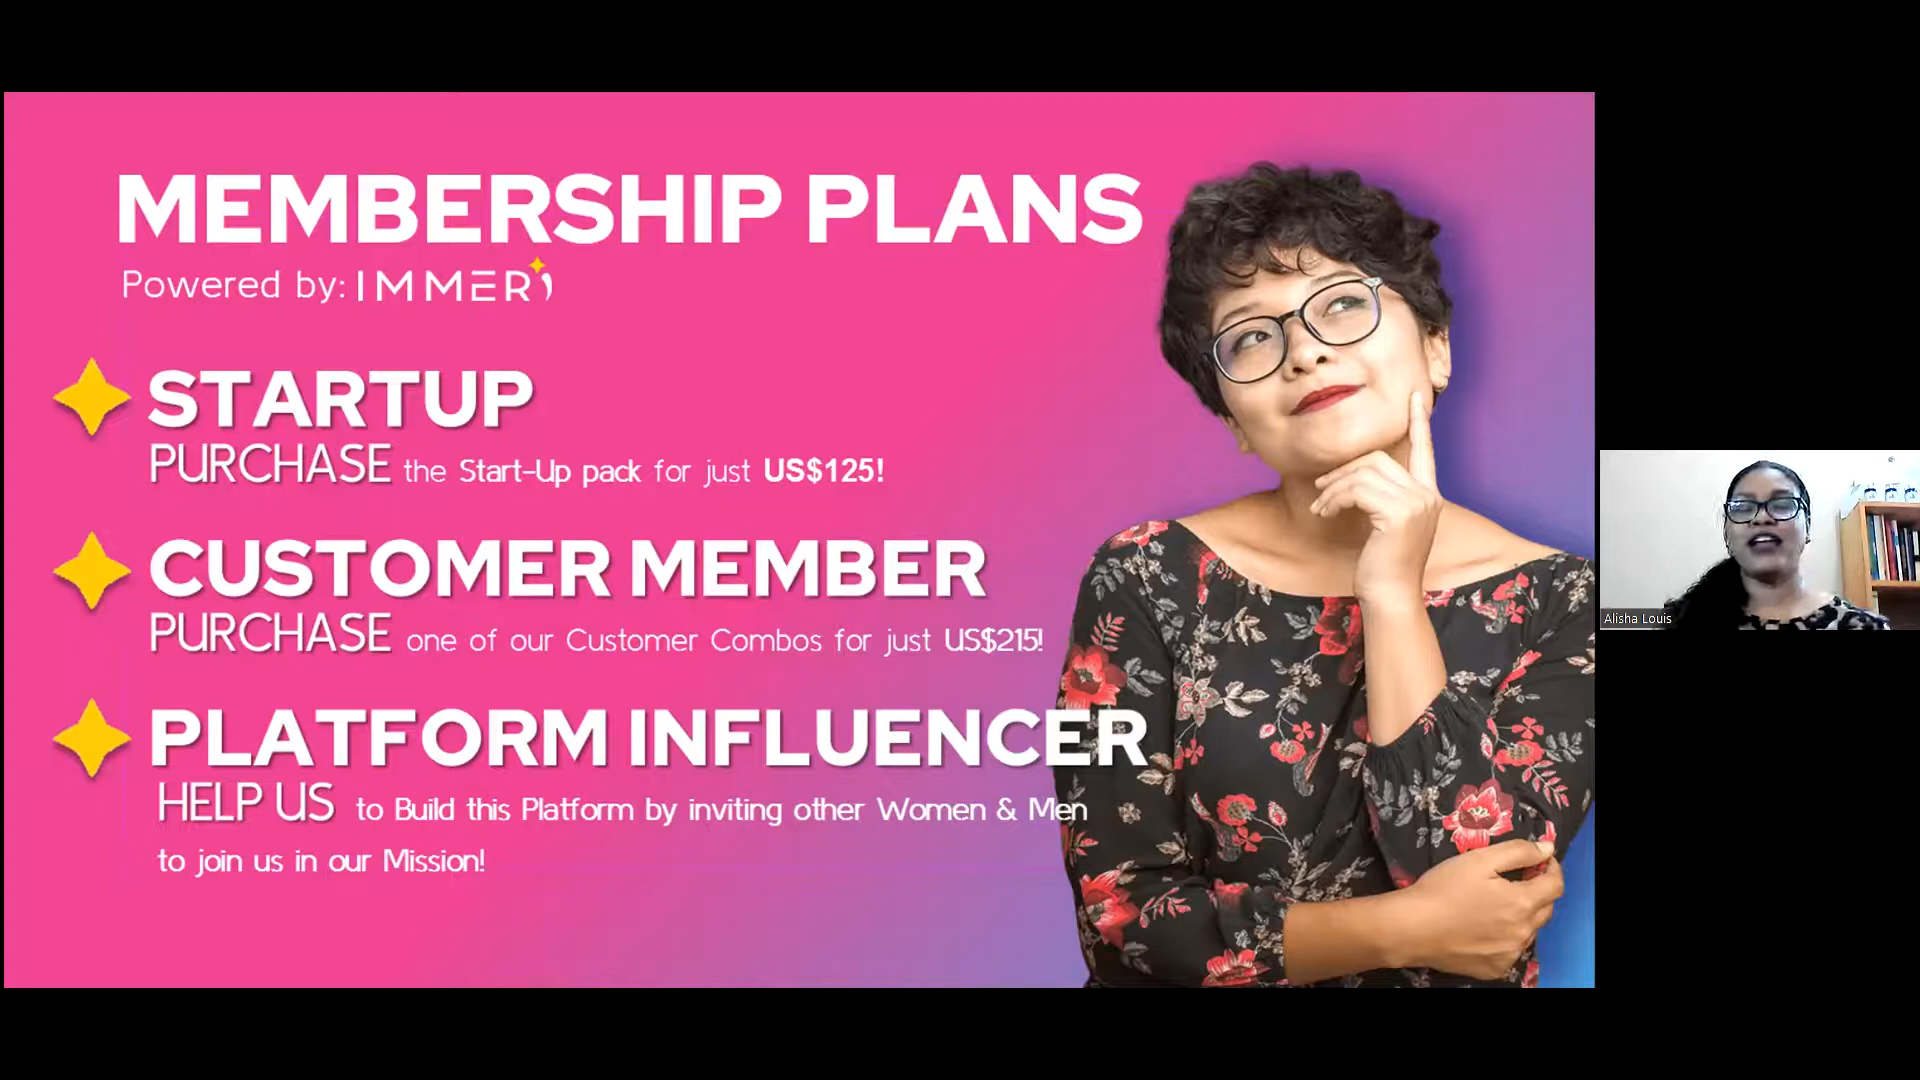 MEMBERSHIP PLANS
Powered by: IMMERI
STARTUP
PURCHASE the Start-Up pack for just US$125!
CUSTOMER MEMBER
PURCHASE one of our Customer Combos for just US$215!
PLATFORM INFLUENCER
HELP US to Build this Platform by inviting other Women & Men
to join us in our Mission!
Alisha Louis